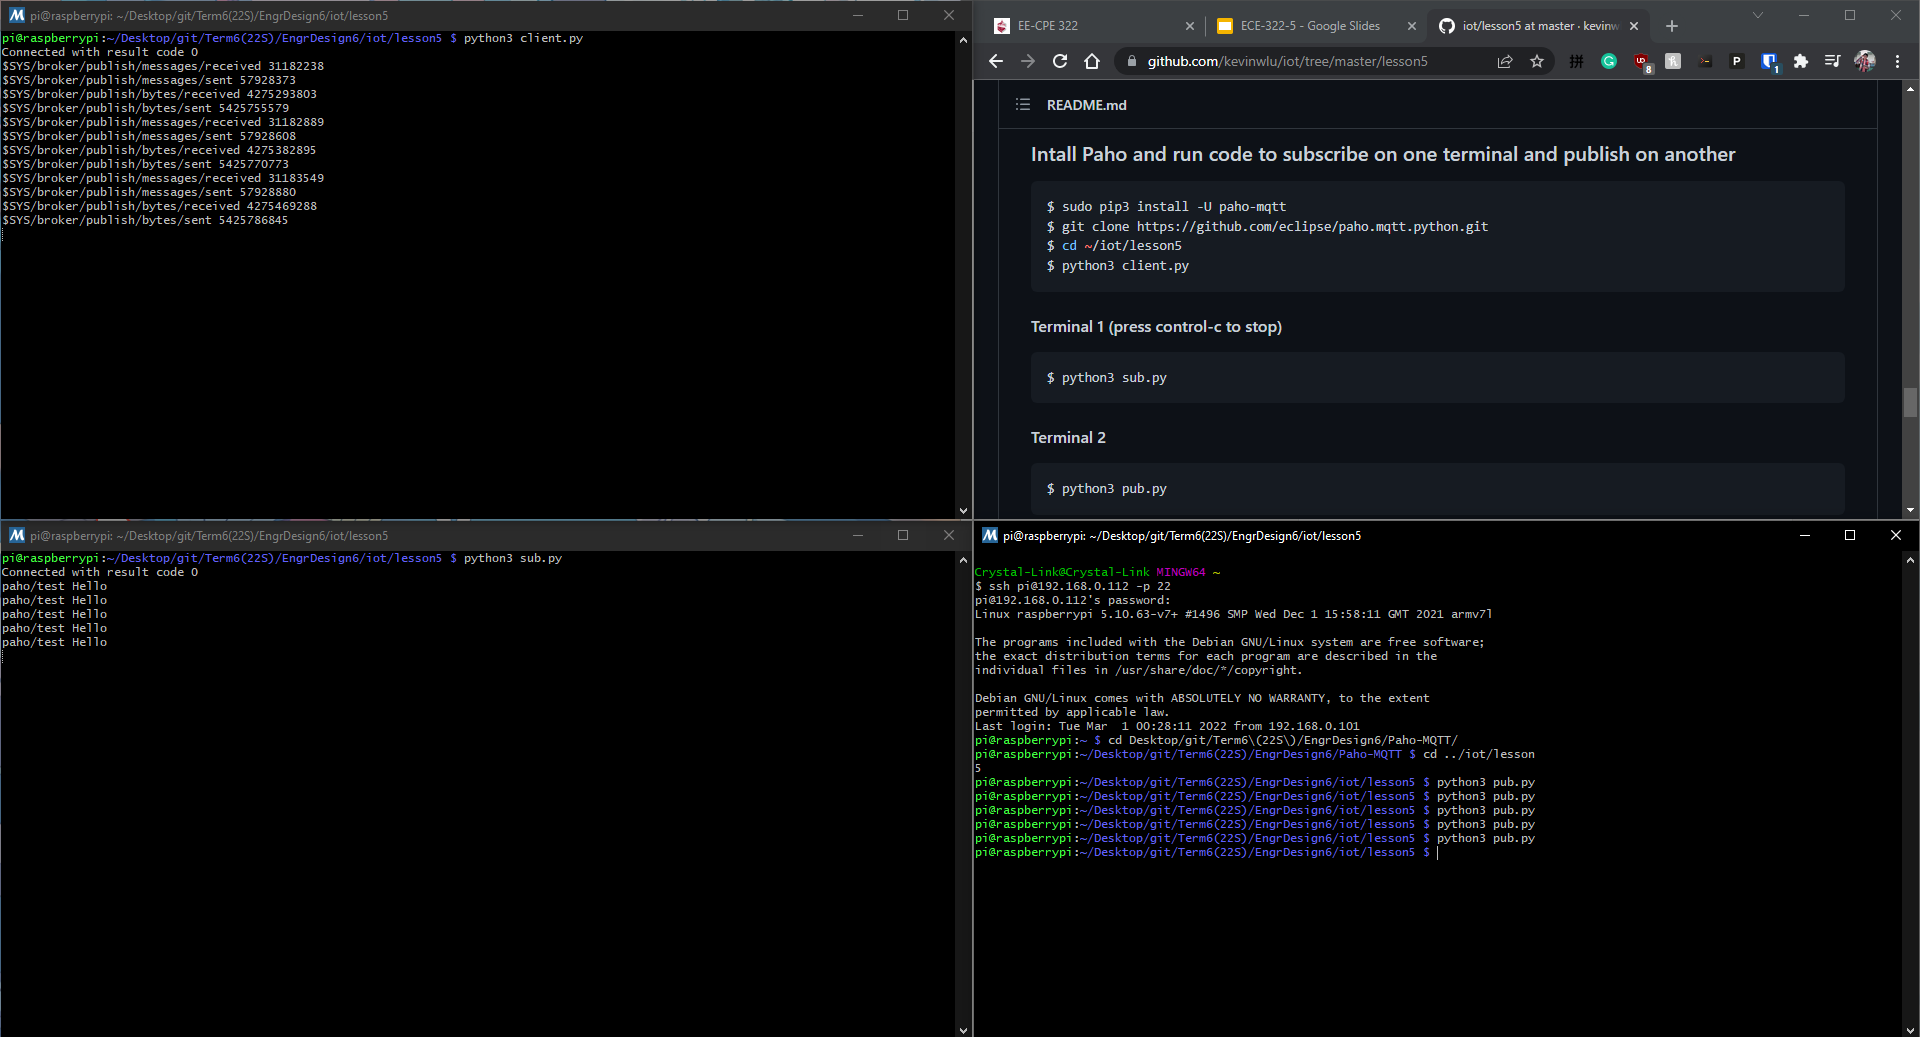 pi@raspberrypi: ~/Desktop/git/Term6(22S)/EngrDesign6/iot/lesson5
pi@raspberrypi:~/Desktop/git/Term6(22S)/EngrDesign6/iot/lesson5 $ python3 client.py
Connected with result code 0
$SYS/broker/publish/messages/received 31182238
$SYS/broker/publish/messages/sent 57928373
$SYS/broker/publish/bytes/received 4275293803
$SYS/broker/publish/bytes/sent 5425755579
$SYS/broker/publish/messages/received 31182889
$SYS/broker/publish/messages/sent 57928608
$SYS/broker/publish/bytes/received 4275382895
$SYS/broker/publish/bytes/sent 5425770773
$SYS/broker/publish/messages/received 31183549
$SYS/broker/publish/messages/sent 57928880
$SYS/broker/publish/bytes/received 4275469288
$SYS/broker/publish/bytes/sent 5425786845
EE-CPE 322
ECE-322-5 - Google Slides
iot/lesson5 at master · kevinw
github.com/kevinwlu/iot/tree/master/lesson5
README.md
Intall Paho and run code to subscribe on one terminal and publish on another
$ sudo pip3 install -U paho-mqtt
$ git clone https://github.com/eclipse/paho.mqtt.python.git
$ cd ~/iot/lesson5
$ python3 client.py
Terminal 1 (press control-c to stop)
$ python3 sub.py
Terminal 2
$ python3 pub.py
pi@raspberrypi: ~/Desktop/git/Term6(22S)/EngrDesign6/iot/lesson5
pi@raspberrypi:~/Desktop/git/Term6(22S)/EngrDesign6/iot/lesson5 $ python3 sub.py
Connected with result code 0
paho/test Hello
paho/test Hello
paho/test Hello
paho/test Hello
paho/test Hello
pi@raspberrypi: ~/Desktop/git/Term6(22S)/EngrDesign6/iot/lesson5
Crystal-Link@Crystal-Link MINGW64 ~
$ ssh pi@192.168.0.112 -p 22
pi@192.168.0.112's password:
Linux raspberrypi 5.10.63-v7+ #1496 SMP Wed Dec 1 15:58:11 GMT 2021 armv7l
The programs included with the Debian GNU/Linux system are free software;
the exact distribution terms for each program are described in the
individual files in /usr/share/doc/*/copyright.
Debian GNU/Linux comes with ABSOLUTELY NO WARRANTY, to the extent
permitted by applicable law.
Last login: Tue Mar  1 00:28:11 2022 from 192.168.0.101
pi@raspberrypi:~ $ cd Desktop/git/Term6\(22S\)/EngrDesign6/Paho-MQTT/
pi@raspberrypi:~/Desktop/git/Term6(22S)/EngrDesign6/Paho-MQTT $ cd ../iot/lesson
5
pi@raspberrypi:~/Desktop/git/Term6(22S)/EngrDesign6/iot/lesson5 $ python3 pub.py
pi@raspberrypi:~/Desktop/git/Term6(22S)/EngrDesign6/iot/lesson5 $ python3 pub.py
pi@raspberrypi:~/Desktop/git/Term6(22S)/EngrDesign6/iot/lesson5 $ python3 pub.py
pi@raspberrypi:~/Desktop/git/Term6(22S)/EngrDesign6/iot/lesson5 $ python3 pub.py
pi@raspberrypi:~/Desktop/git/Term6(22S)/EngrDesign6/iot/lesson5 $ python3 pub.py
pi@raspberrypi:~/Desktop/git/Term6(22S)/EngrDesign6/iot/lesson5 $